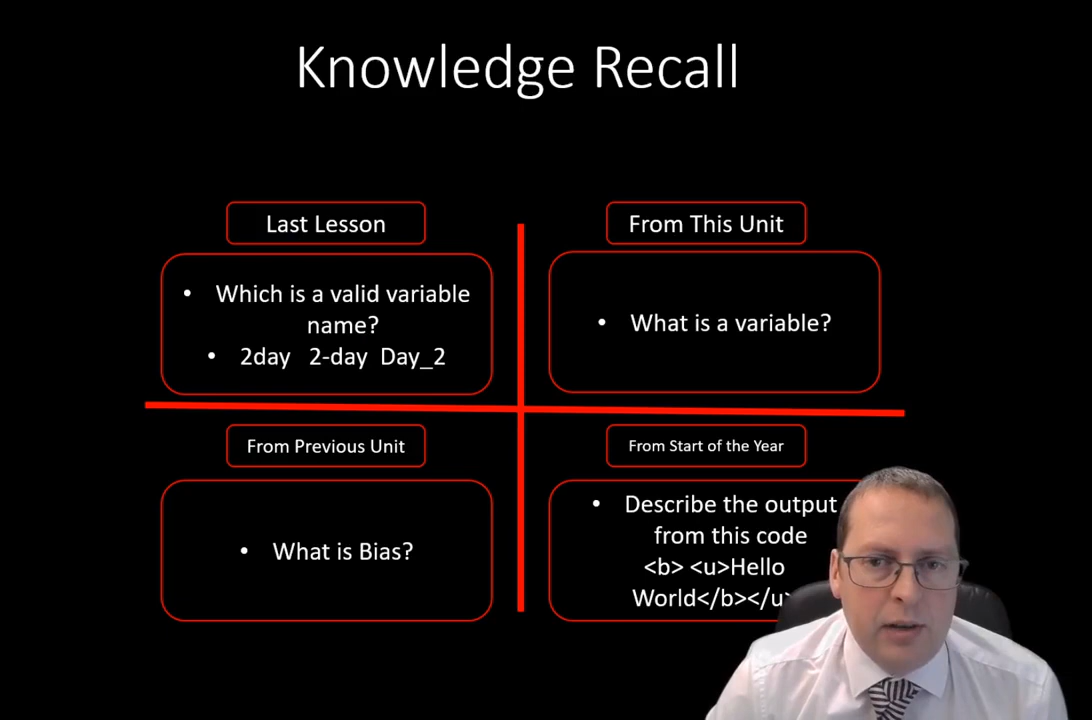 Knowledge Recall
Last Lesson
• Which is a valid variable
name?
• 2day 2-day Day_2
From This Unit
• What is a variable?
From Previous Unit
• What is Bias?
From Start of the Year
• Describe the output
from this code
<b> <u>Hello
World</b></u>